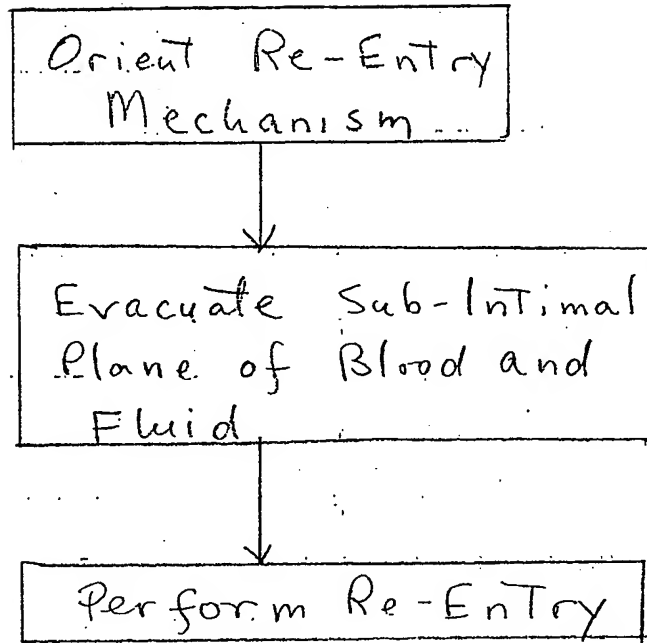 Orient Re-Entry
Mechanism
Evacuate Sub-Intimal
Plane of Blood and
Fluid
Perform Re-Entry